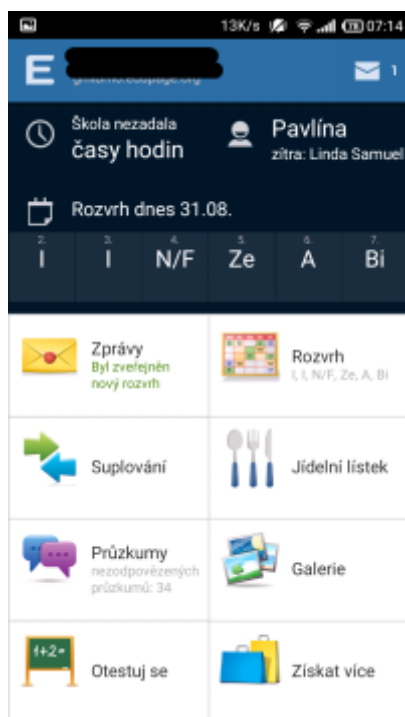 13K/s 78 07:14
E
1
Škola nezadala
časy hodin
Pavlína
zítra: Linda Samuel
Rozvrh dnes 31.08.
2. 3. 4. 5. 6. 7.
I I N/F Ze A Bi
Zprávy
Byl zveřejněn
nový rozvrh
Rozvrh
I, I, N/F, Ze, A, Bi
Suplování
Jídelní lístek
Průzkumy
nezodpovězených
průzkumů: 34
Galerie
1+2=
Otestuj se
Získat více